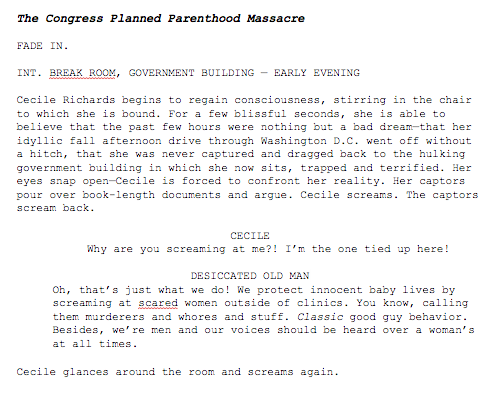 The Congress Planned Parenthood Massacre
FADE IN.
INT. BREAK ROOM, GOVERNMENT BUILDING — EARLY EVENING
Cecile Richards begins to regain consciousness, stirring in the chair
to which she is bound. For a few blissful seconds, she is able to
believe that the past few hours were nothing but a bad dream—that her
idyllic fall afternoon drive through Washington D.C. went off without
a hitch, that she was never captured and dragged back to the hulking
government building in which she now sits, trapped and terrified. Her
eyes snap open—Cecile is forced to confront her reality. Her captors
pour over book-length documents and argue. Cecile screams. The captors
scream back.
CECILE
Why are you screaming at me?! I’m the one tied up here!
DESICCATED OLD MAN
Oh, that’s just what we do! We protect innocent baby lives by
screaming at scared women outside of clinics. You know, calling
them murderers and whores and stuff. Classic good guy behavior.
Besides, we’re men and our voices should be heard over a woman’s
at all times.
Cecile glances around the room and screams again.